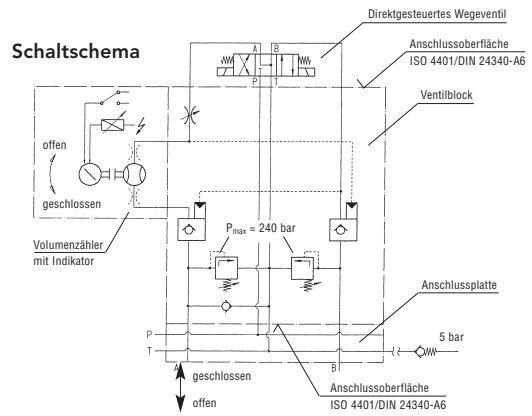 Schaltschema
Direktgesteuertes Wegeventil
Anschlussoberfläche
ISO 4401/DIN 24340-A6
Ventilblock
A
B
P
T
offen
geschlossen
Volumenzähler
mit Indikator
Pmax = 240 bar
Anschlussplatte
P
T
5 bar
A
B
geschlossen
offen
Anschlussoberfläche
ISO 4401/DIN 24340-A6